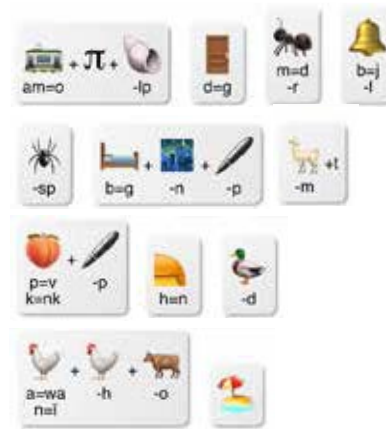 + π +
am=o -lp
d=g
m=d
-r
b=j
-l
-sp
+ +
b=g -n -p
+t
-m
+
p=v -p
k=nk
h=n
-d
+ +
a=wa -h -o
n=l